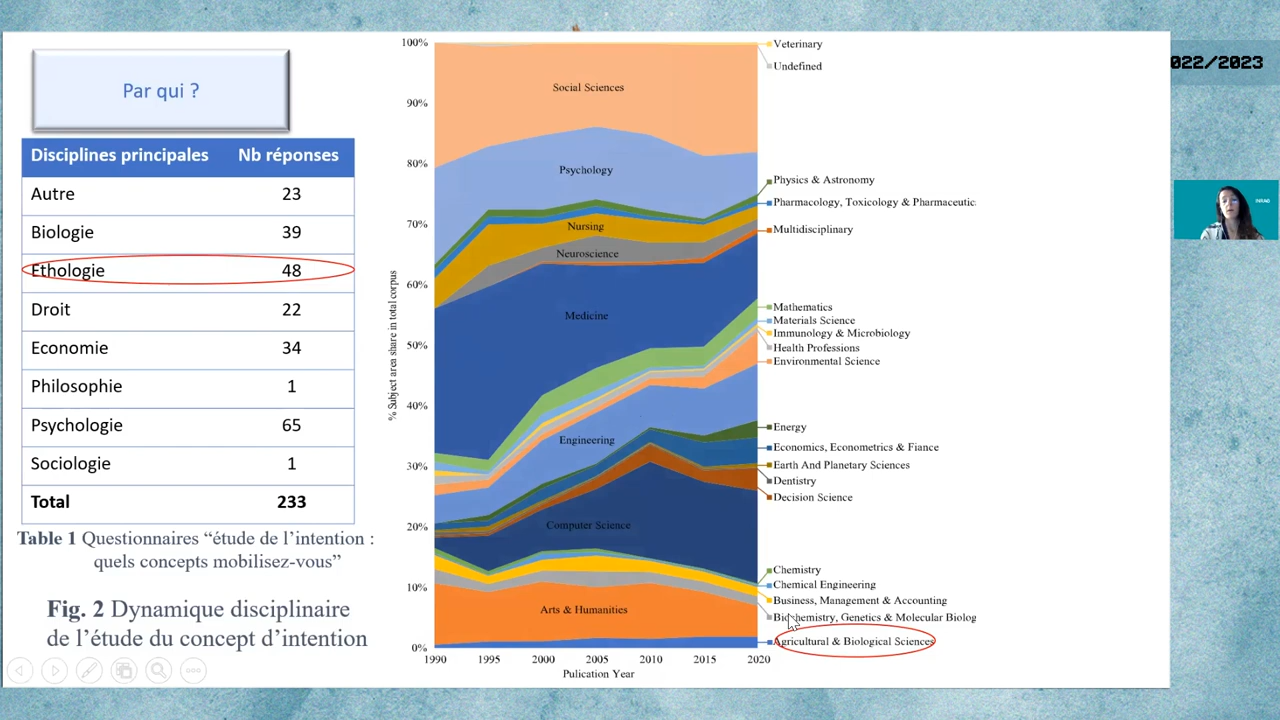 022/2023
Par qui ?
Disciplines principales Nb réponses
Autre 23
Biologie 39
Ethologie 48
Droit 22
Economie 34
Philosophie 1
Psychologie 65
Sociologie 1
Total 233
Table 1 Questionnaires “étude de l’intention :
quels concepts mobilisez-vous”
Fig. 2 Dynamique disciplinaire
de l’étude du concept d’intention
% Subject area share in total corpus
100%
90%
80%
70%
60%
50%
40%
30%
20%
10%
0%
Social Sciences
Psychology
Nursing
Neuroscience
Medicine
Engineering
Computer Science
Arts & Humanities
1990 1995 2000 2005 2010 2015 2020
Pulication Year
Veterinary
Undefined
Physics & Astronomy
Pharmacology, Toxicology & Pharmaceutic
Multidisciplinary
Mathematics
Materials Science
Immunology & Microbiology
Health Professions
Environmental Science
Energy
Economics, Econometrics & Fiance
Earth And Planetary Sciences
Dentistry
Decision Science
Chemistry
Chemical Engineering
Business, Management & Accounting
Biochemistry, Genetics & Molecular Biolog
Agricultural & Biological Sciences
INRAE